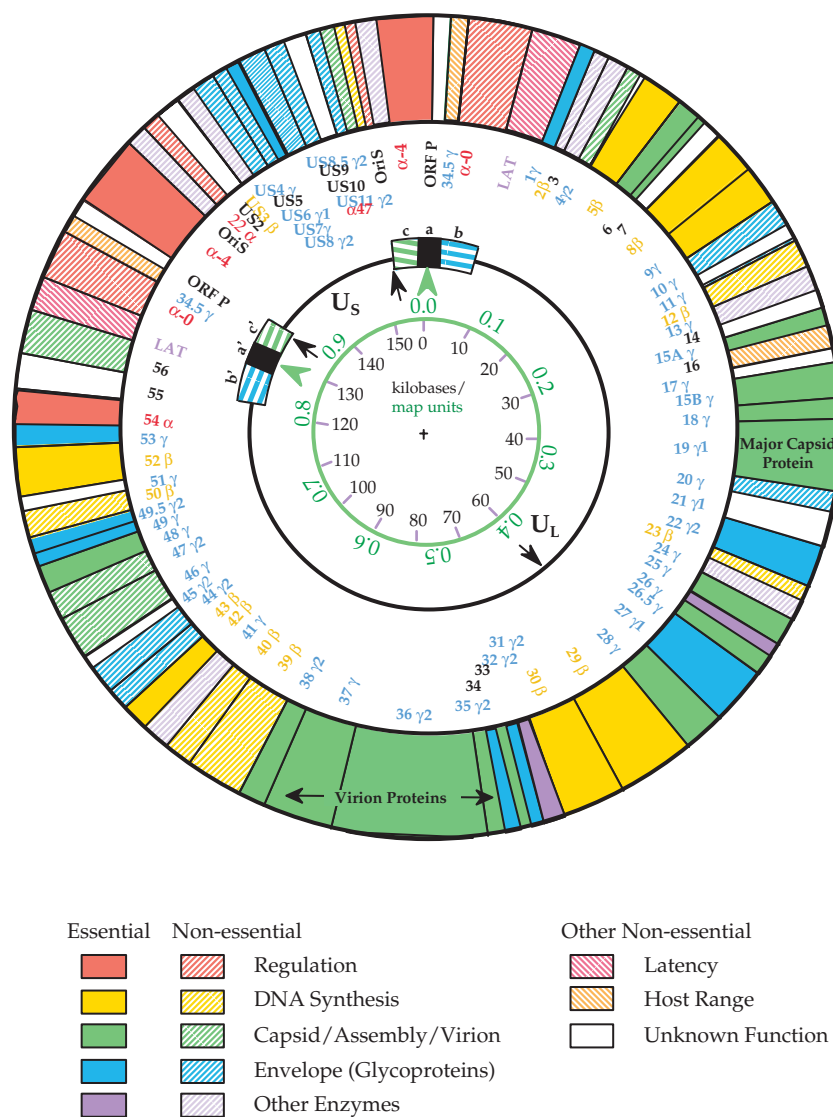 US8.5 γ2
US9
OriS
α-4
ORF P
34.5 γ
α-0
LAT
1γ
2β
3
4γ2
5β
6
7
8β
9γ
10 γ
11 γ
12 β
13 γ
14
15A γ
16
17 γ
15B γ
18 γ
19 γ1
20 γ
21 γ1
22 γ2
23 β
24 γ
25 γ
26 γ
26.5 γ
27 γ1
28 γ
29 β
30 β
31 γ2
32 γ2
33
34
35 γ2
36 γ2
37 γ
38 γ2
39 β
40 β
41 γ
42 β
43 β
44 γ2
45 γ2
46 γ
47 γ2
48 γ
49 γ
49.5 γ2
50 β
51 γ
52 β
53 γ
54 α
55
56
LAT
α-0
34.5 γ
ORF P
α-4
OriS
22 α
US2
US3 β
US4 γ
US5
US6 γ1
US7γ
US8 γ2
US10
US11 γ2
α47
c
a
b
c'
a'
b'
U_S
U_L
0.0
0.1
0.2
0.3
0.4
0.5
0.6
0.7
0.8
0.9
0
10
20
30
40
50
60
70
80
90
100
110
120
130
140
150
kilobases/
map units
Major Capsid
Protein
Virion Proteins
Essential Non-essential Other Non-essential
Regulation Latency
DNA Synthesis Host Range
Capsid/Assembly/Virion Unknown Function
Envelope (Glycoproteins)
Other Enzymes